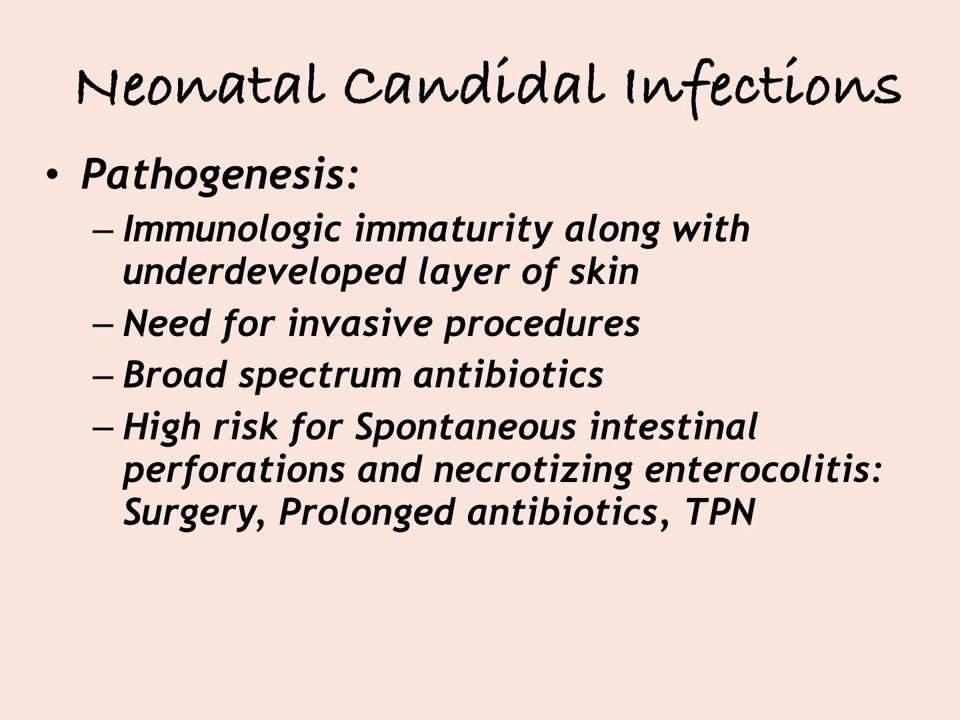 Neonatal Candidal Infections
• Pathogenesis:
– Immunologic immaturity along with
underdeveloped layer of skin
– Need for invasive procedures
– Broad spectrum antibiotics
– High risk for Spontaneous intestinal
perforations and necrotizing enterocolitis:
Surgery, Prolonged antibiotics, TPN